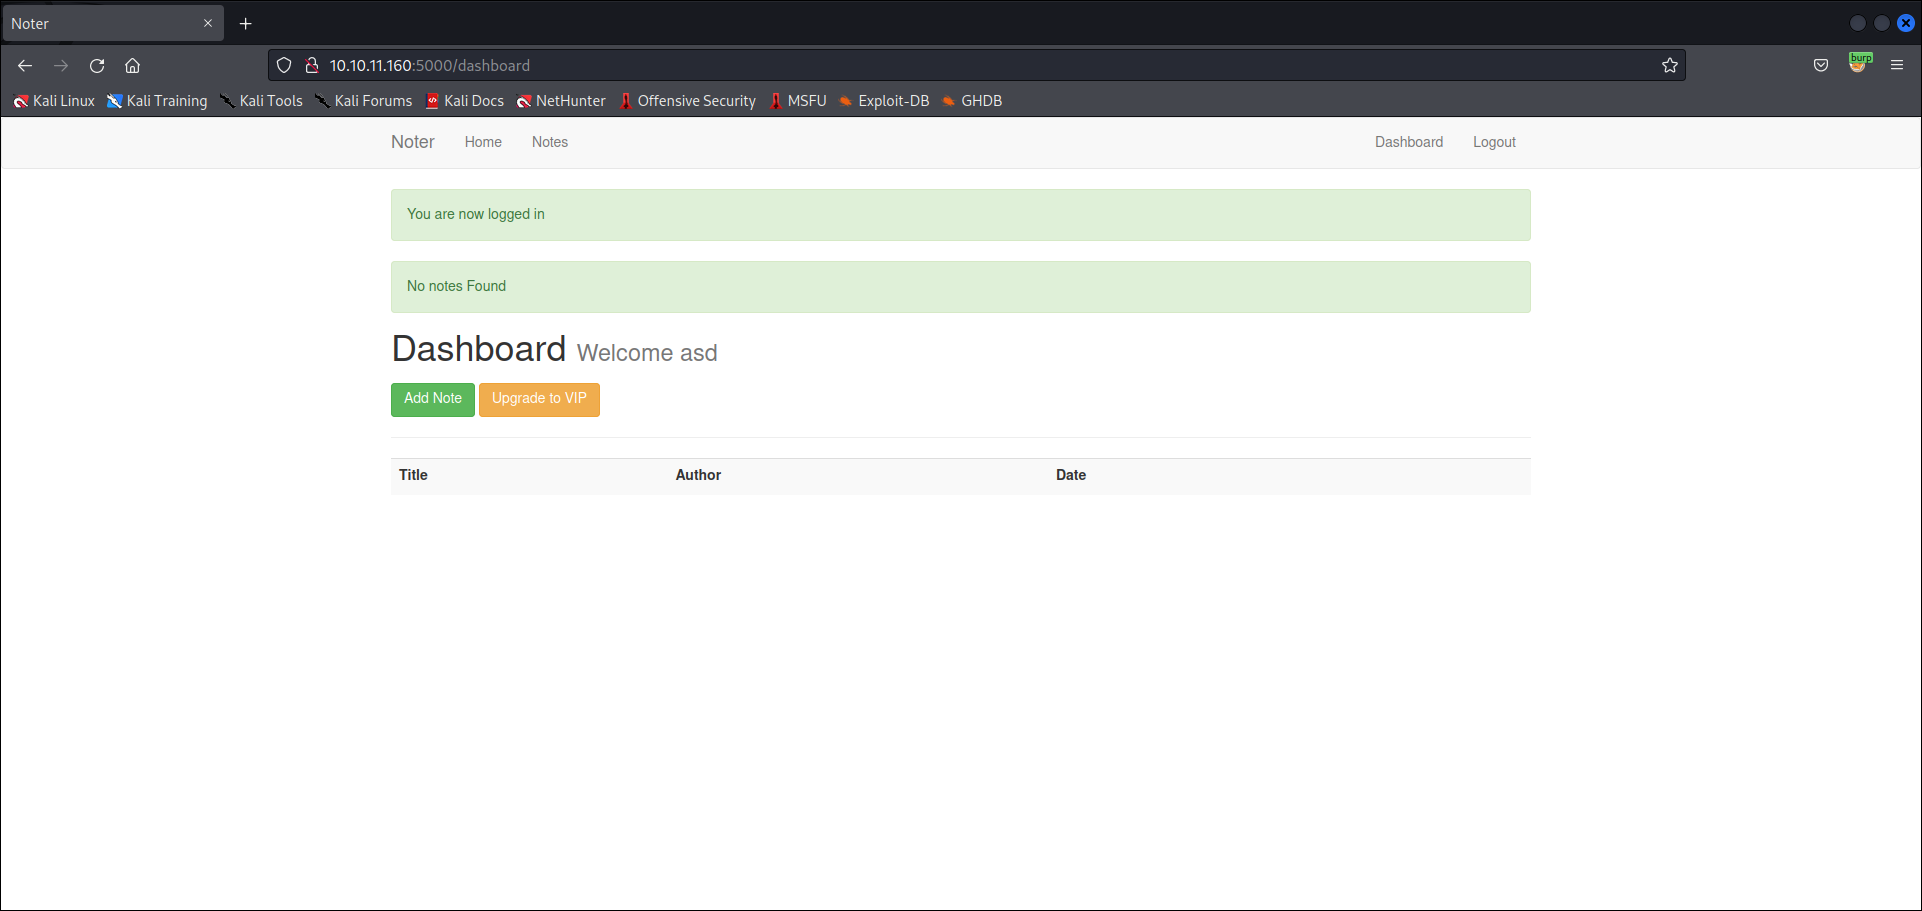 Noter
10.10.11.160:5000/dashboard
burp
Kali Linux Kali Training Kali Tools Kali Forums Kali Docs NetHunter Offensive Security MSFU Exploit-DB GHDB
Noter Home Notes Dashboard Logout
You are now logged in
No notes Found
Dashboard Welcome asd
Add Note Upgrade to VIP
Title Author Date